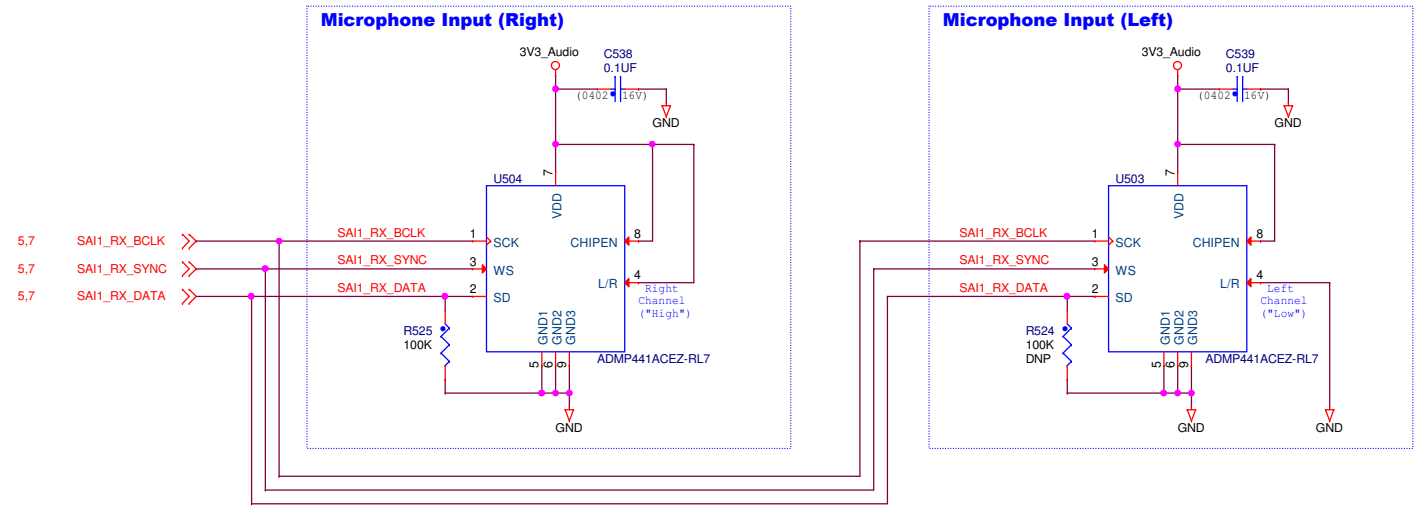 Microphone Input (Right)
3V3_Audio
C538
0.1UF
(0402
16V)
GND
U504
7
VDD
5,7
SAI1_RX_BCLK
SAI1_RX_BCLK
1
SCK
CHIPEN
8
5,7
SAI1_RX_SYNC
SAI1_RX_SYNC
3
WS
L/R
4
5,7
SAI1_RX_DATA
SAI1_RX_DATA
2
SD
Right
Channel
("High")
R525
100K
GND1
GND2
GND3
5
6
9
ADMP441ACEZ-RL7
GND
Microphone Input (Left)
3V3_Audio
C539
0.1UF
(0402
16V)
GND
U503
7
VDD
SAI1_RX_BCLK
1
SCK
CHIPEN
8
SAI1_RX_SYNC
3
WS
L/R
4
SAI1_RX_DATA
2
SD
Left
Channel
("Low")
R524
100K
DNP
GND1
GND2
GND3
5
6
9
ADMP441ACEZ-RL7
GND
GND